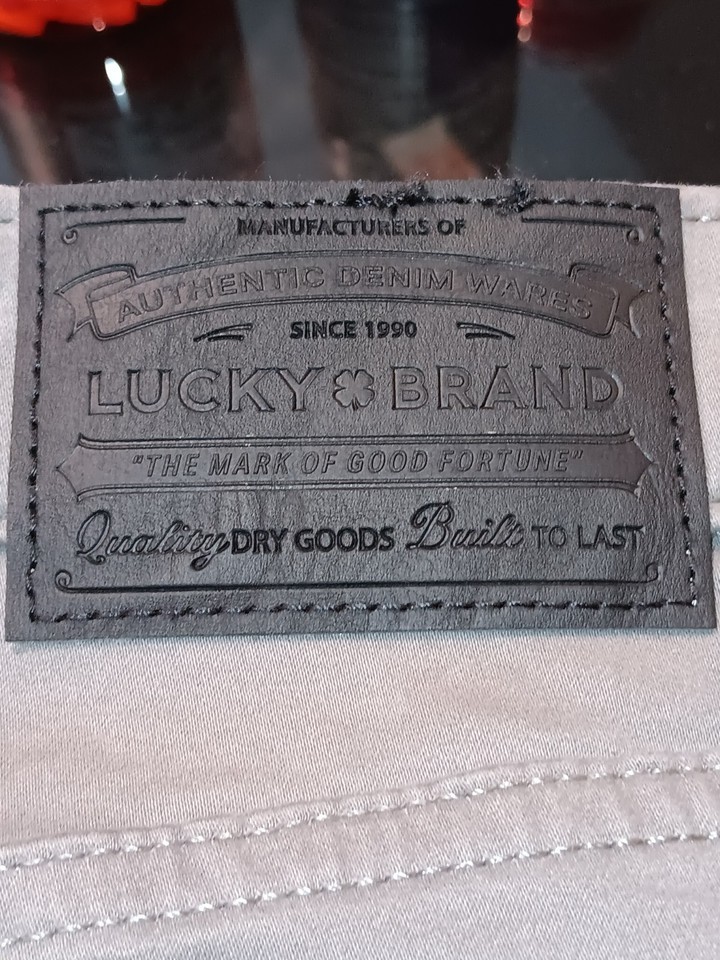 MANUFACTURERS OF
AUTHENTIC DENIM WARES
SINCE 1990
LUCKY BRAND
"THE MARK OF GOOD FORTUNE"
Quality DRY GOODS Built TO LAST